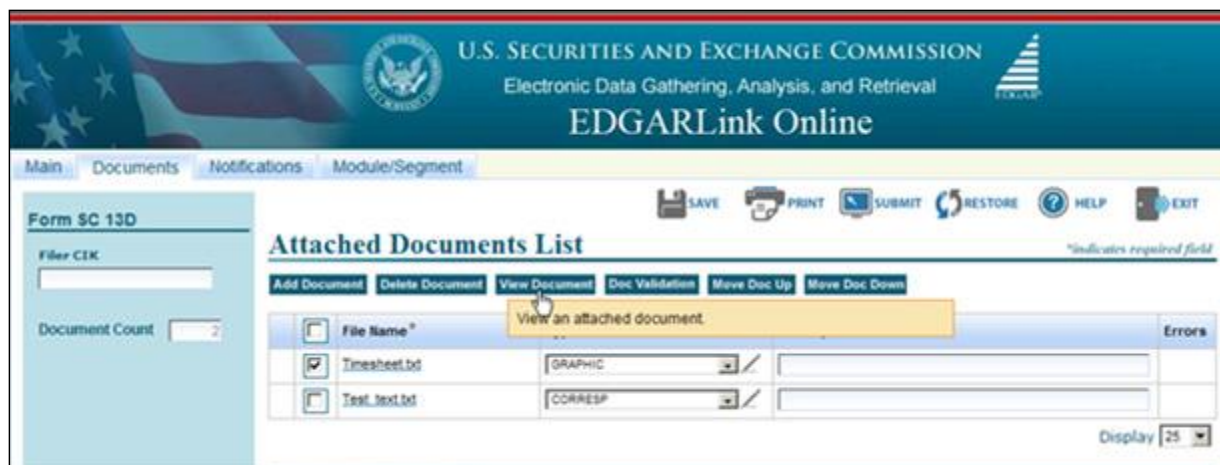 U.S. SECURITIES AND EXCHANGE COMMISSION
Electronic Data Gathering, Analysis, and Retrieval
EDGAR
EDGARLink Online
Main Documents Notifications Module/Segment
SAVE PRINT SUBMIT RESTORE HELP EXIT
Form SC 13D
Attached Documents List
*indicates required field
Filer CIK
Add Document Delete Document View Document Doc Validation Move Doc Up Move Doc Down
View an attached document.
Document Count 2
File Name* Errors
Timesheet.txt GRAPHIC
Test_text.txt CORRESP
Display 25